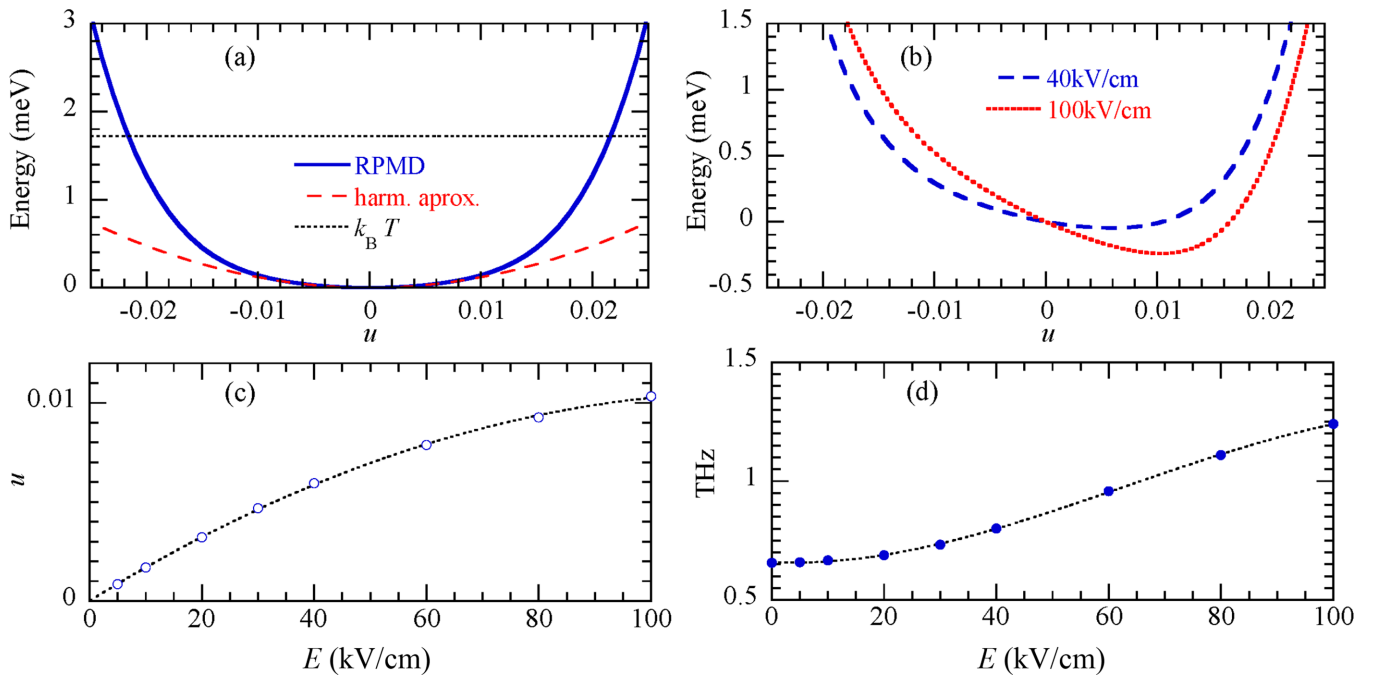 3
2
1
0
Energy (meV)
(a)
RPMD
harm. aprox.
k_B T
-0.02
-0.01
0
0.01
0.02
u
1.5
1
0.5
0
-0.5
Energy (meV)
(b)
40kV/cm
100kV/cm
-0.02
-0.01
0
0.01
0.02
u
0.01
0
u
(c)
0
20
40
60
80
100
E (kV/cm)
1.5
1
0.5
THz
(d)
0
20
40
60
80
100
E (kV/cm)